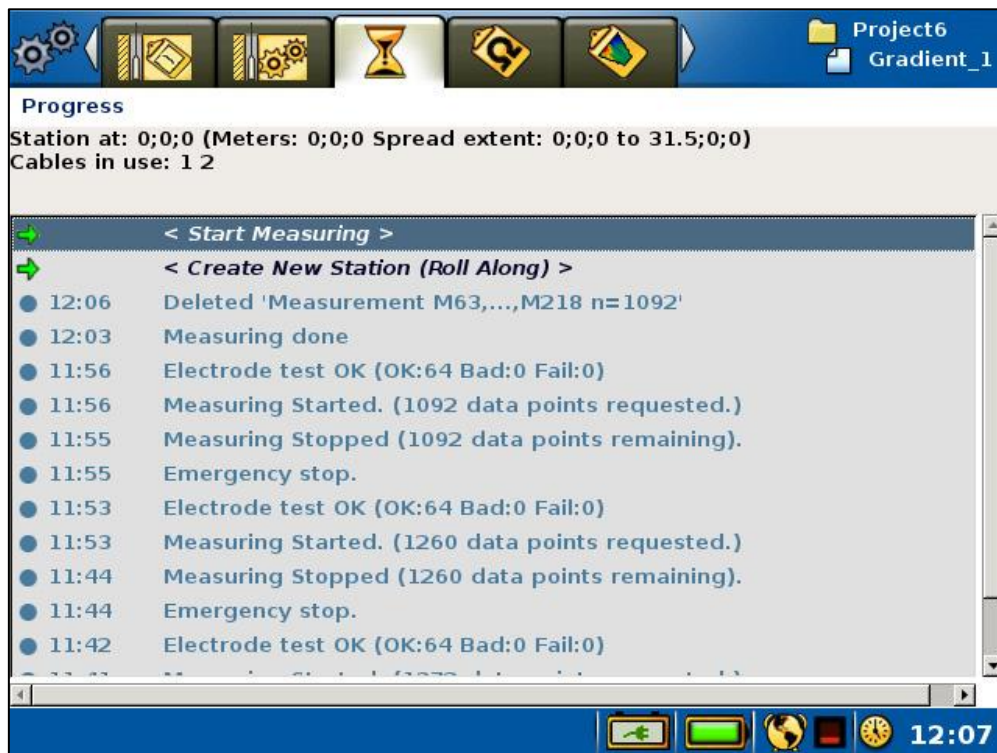 Project6
Gradient_1
Progress
Station at: 0;0;0 (Meters: 0;0;0 Spread extent: 0;0;0 to 31.5;0;0)
Cables in use: 1 2
< Start Measuring >
< Create New Station (Roll Along) >
12:06 Deleted 'Measurement M63,...,M218 n=1092'
12:03 Measuring done
11:56 Electrode test OK (OK:64 Bad:0 Fail:0)
11:56 Measuring Started. (1092 data points requested.)
11:55 Measuring Stopped (1092 data points remaining).
11:55 Emergency stop.
11:53 Electrode test OK (OK:64 Bad:0 Fail:0)
11:53 Measuring Started. (1260 data points requested.)
11:44 Measuring Stopped (1260 data points remaining).
11:44 Emergency stop.
11:42 Electrode test OK (OK:64 Bad:0 Fail:0)
12:07